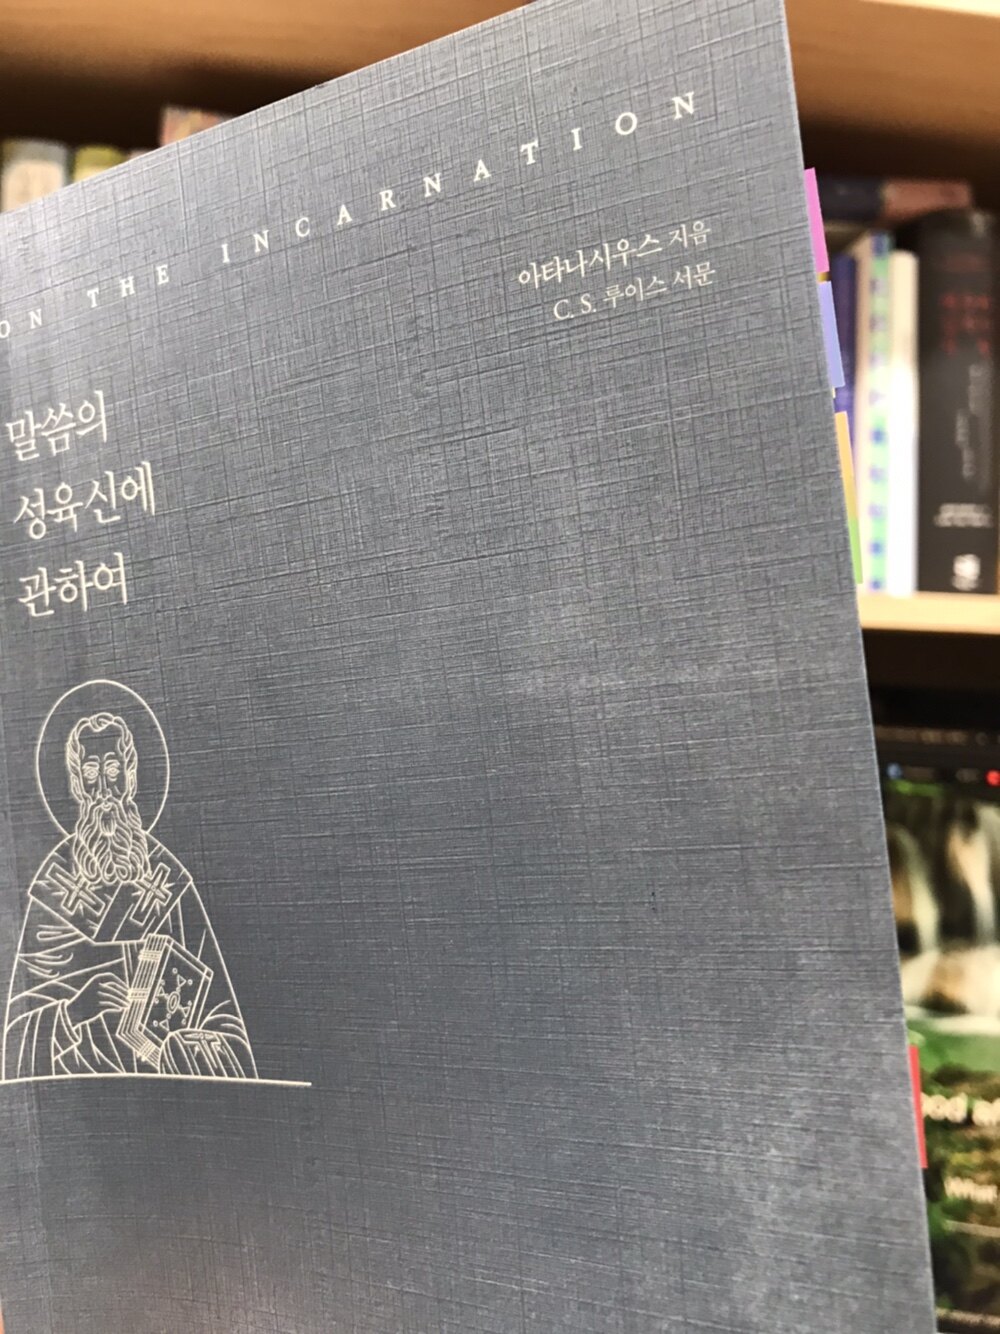 ON THE INCARNATION
아타나시우스 지음
C. S. 루이스 서문
말씀의
성육신에
관하여
What